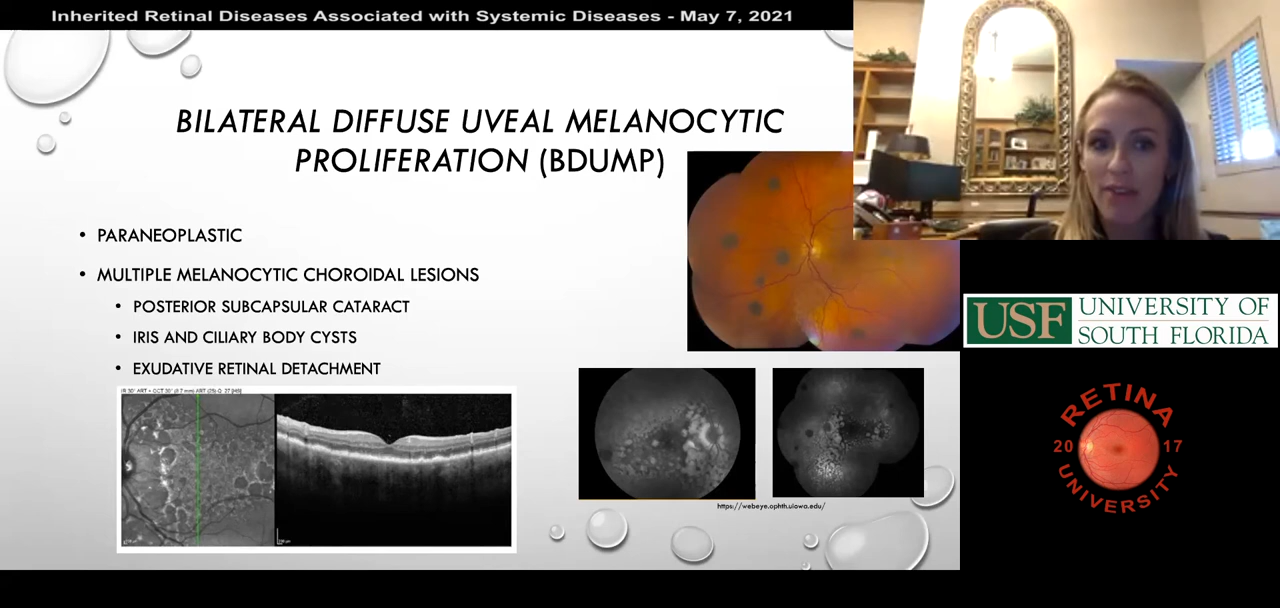 Inherited Retinal Diseases Associated with Systemic Diseases - May 7, 2021
BILATERAL DIFFUSE UVEAL MELANOCYTIC
PROLIFERATION (BDUMP)
• PARANEOPLASTIC
• MULTIPLE MELANOCYTIC CHOROIDAL LESIONS
• POSTERIOR SUBCAPSULAR CATARACT
• IRIS AND CILIARY BODY CYSTS
• EXUDATIVE RETINAL DETACHMENT
https://webeye.ophth.uiowa.edu/
USF UNIVERSITY OF
SOUTH FLORIDA
RETINA
20 17
UNIVERSITY